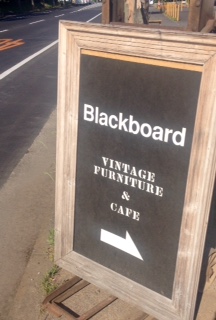 Blackboard
VINTAGE
FURNITURE
&
CAFE